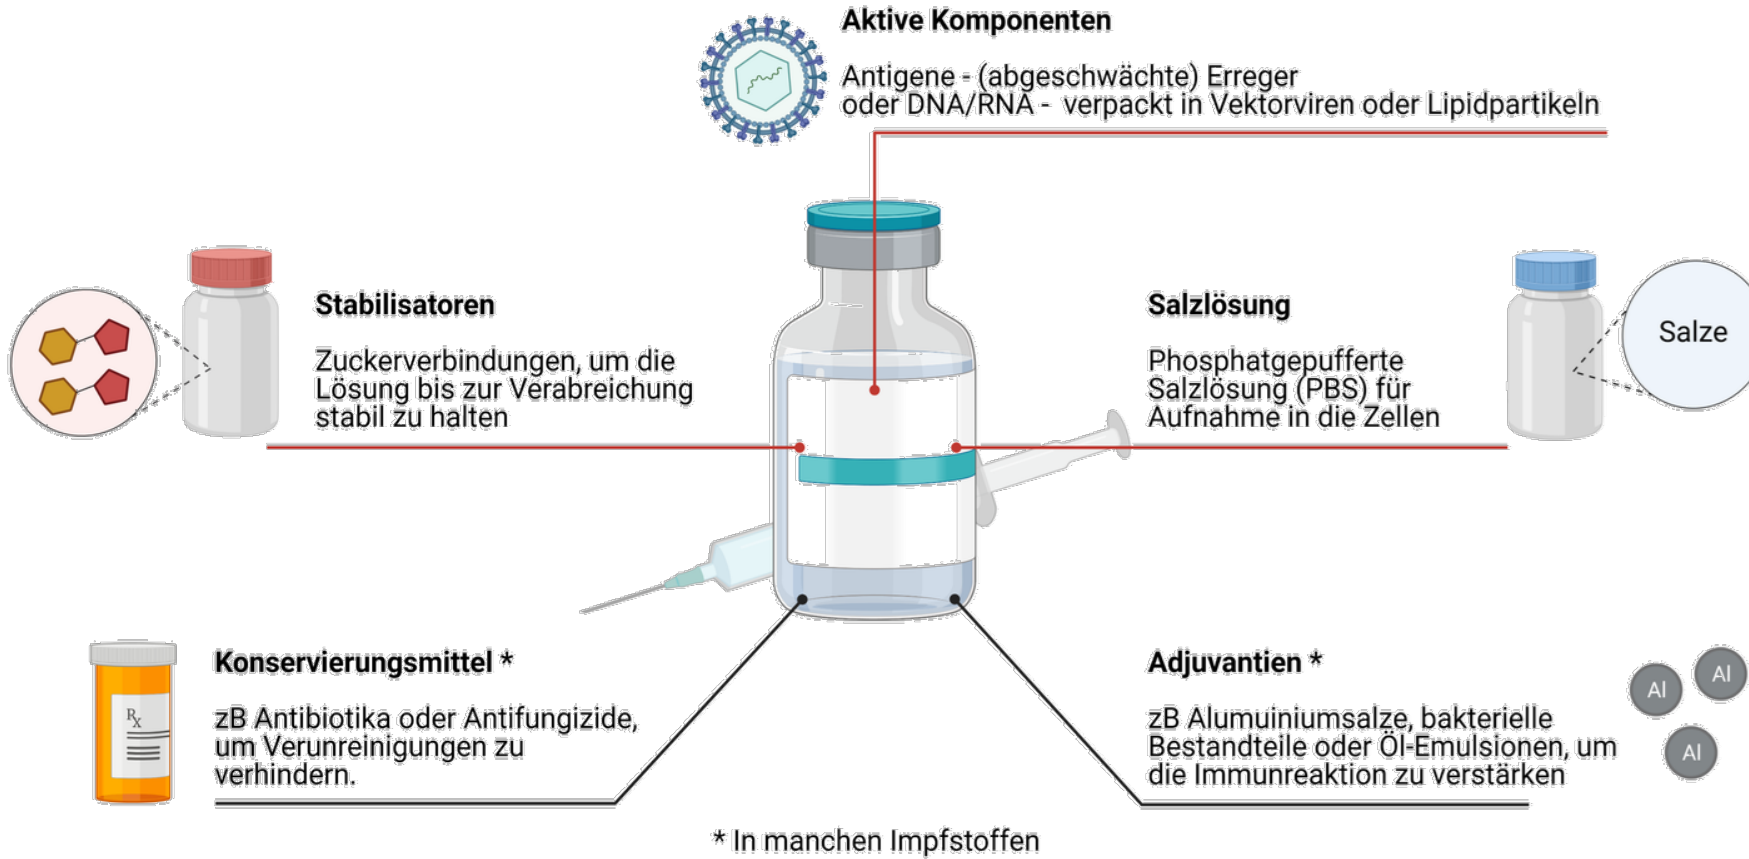 Aktive Komponenten
Antigene - (abgeschwächte) Erreger
oder DNA/RNA - verpackt in Vektorviren oder Lipidpartikeln
Stabilisatoren
Zuckerverbindungen, um die
Lösung bis zur Verabreichung
stabil zu halten
Salzlösung
Phosphatgepufferte
Salzlösung (PBS) für
Aufnahme in die Zellen
Salze
Konservierungsmittel *
zB Antibiotika oder Antifungizide,
um Verunreinigungen zu
verhindern.
Rx
Adjuvantien *
zB Alumuiniumsalze, bakterielle
Bestandteile oder Öl-Emulsionen, um
die Immunreaktion zu verstärken
Al
Al
Al
* In manchen Impfstoffen